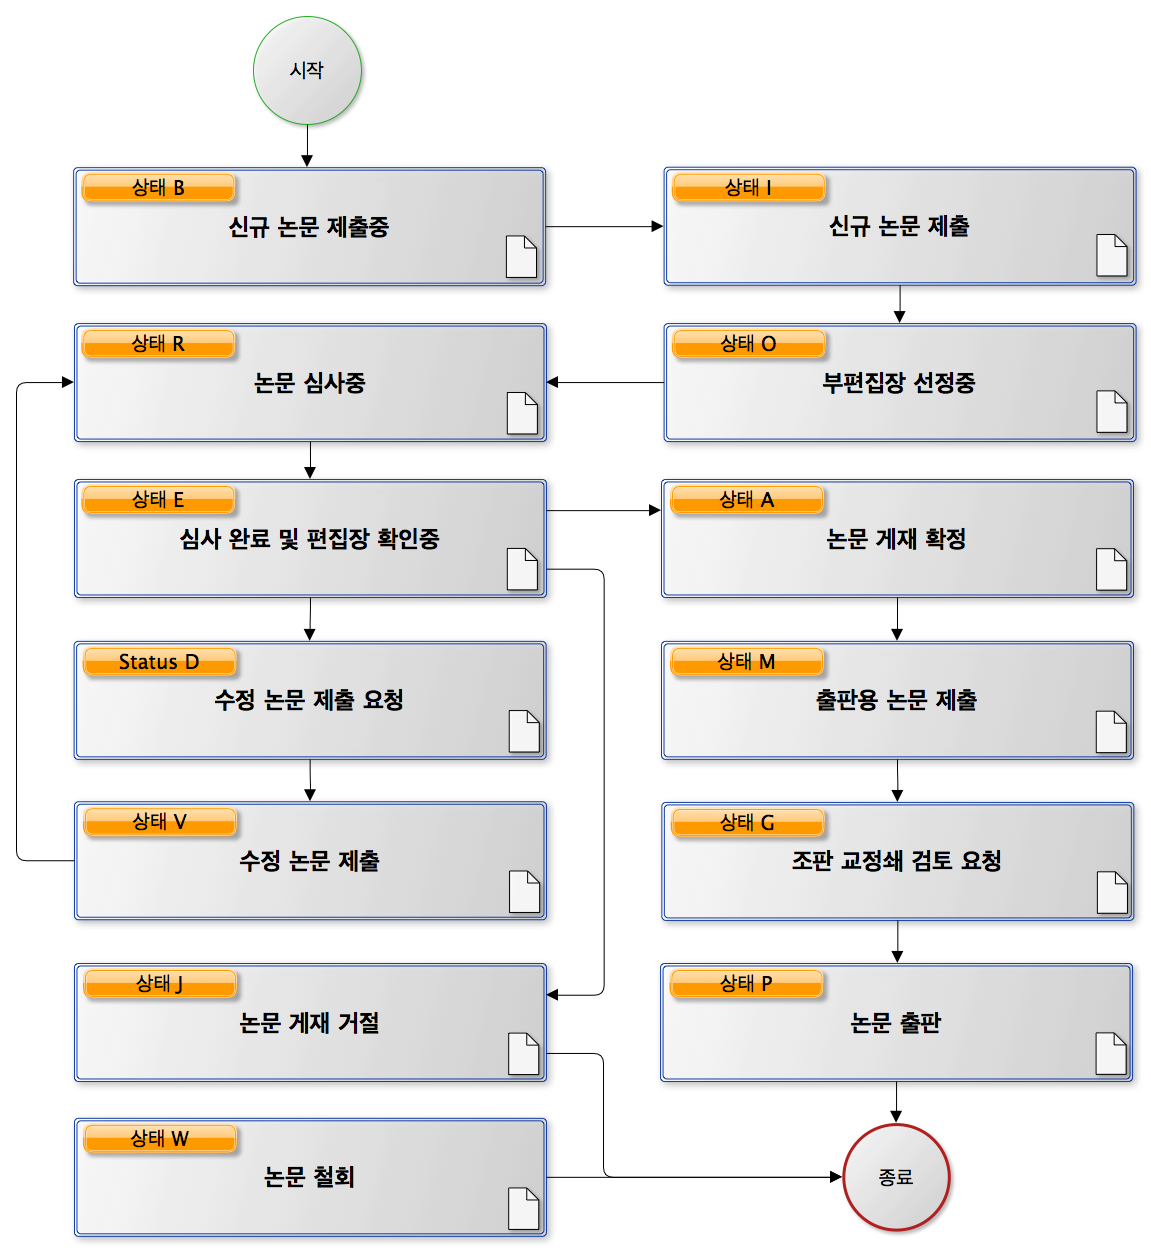 시작
상태 B
신규 논문 제출중
상태 I
신규 논문 제출
상태 R
논문 심사중
상태 O
부편집장 선정중
상태 E
심사 완료 및 편집장 확인중
상태 A
논문 게재 확정
Status D
수정 논문 제출 요청
상태 M
출판용 논문 제출
상태 V
수정 논문 제출
상태 G
조판 교정쇄 검토 요청
상태 J
논문 게재 거절
상태 P
논문 출판
상태 W
논문 철회
종료